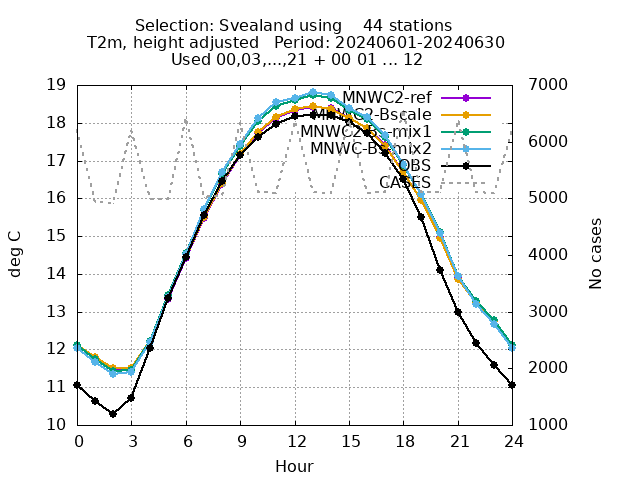 Selection: Svealand using 44 stations
T2m, height adjusted Period: 20240601-20240630
Used 00,03,...,21 + 00 01 ... 12
19
18
17
16
15
14
13
12
11
10
deg C
7000
6000
5000
4000
3000
2000
1000
No cases
MNWC2-ref
MNWC2-Bscale
MNWC2-Bs-mix1
MNWC-Bs-mix2
OBS
CASES
0 3 6 9 12 15 18 21 24
Hour